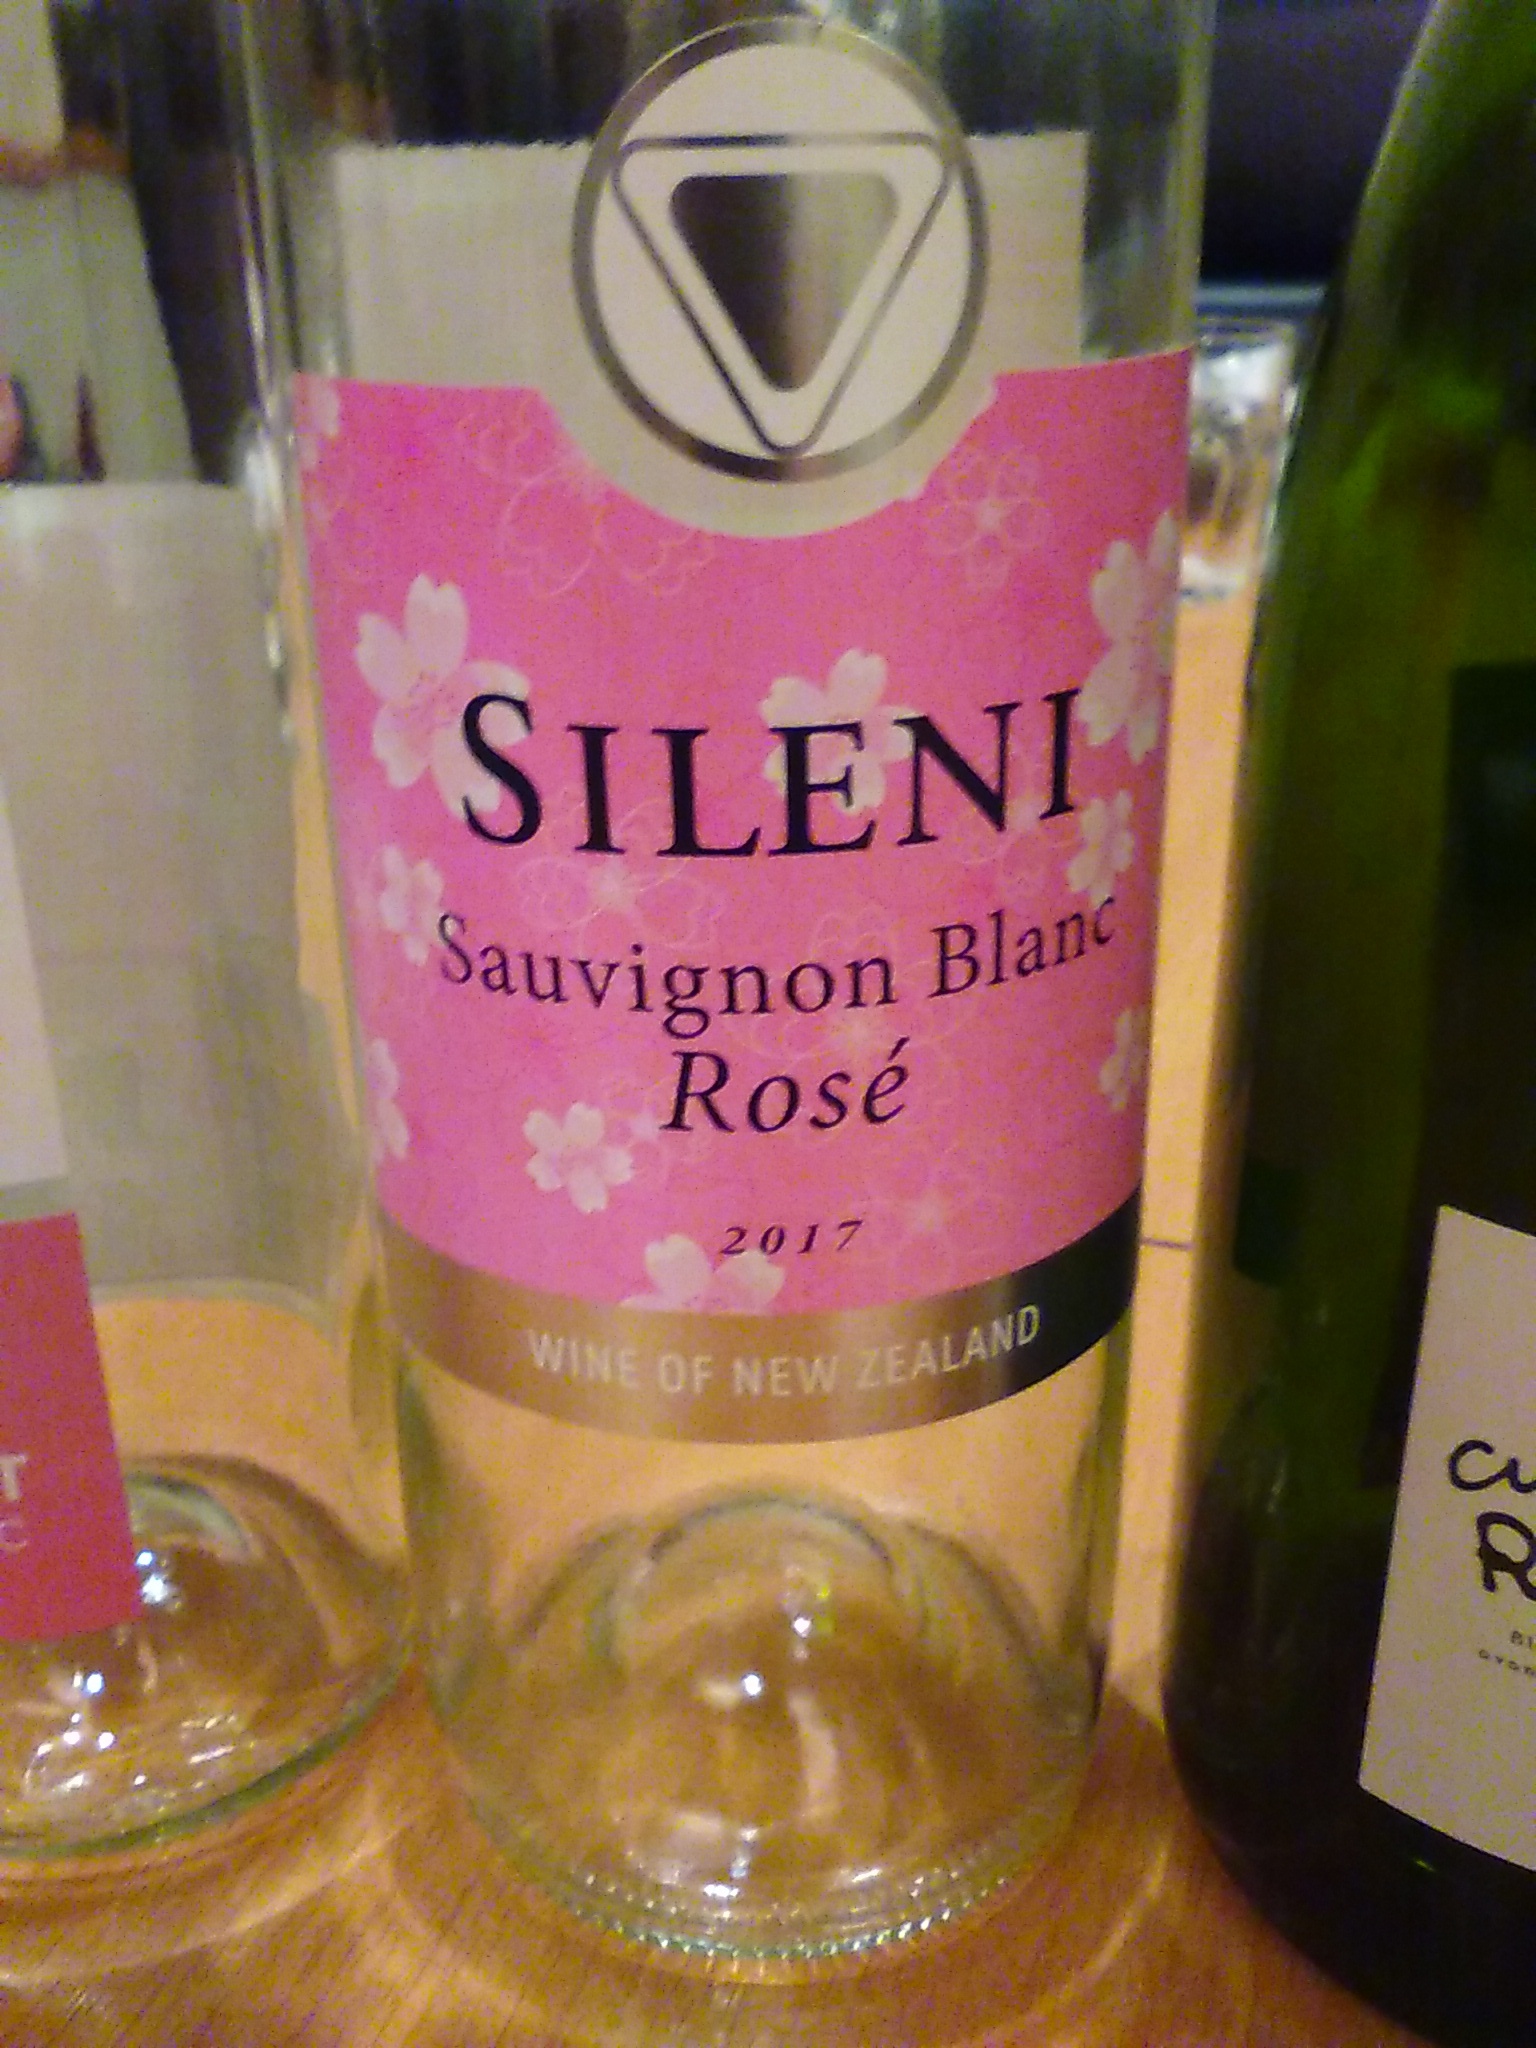 SILENI
Sauvignon Blanc
Rosé
2017
WINE OF NEW ZEALAND